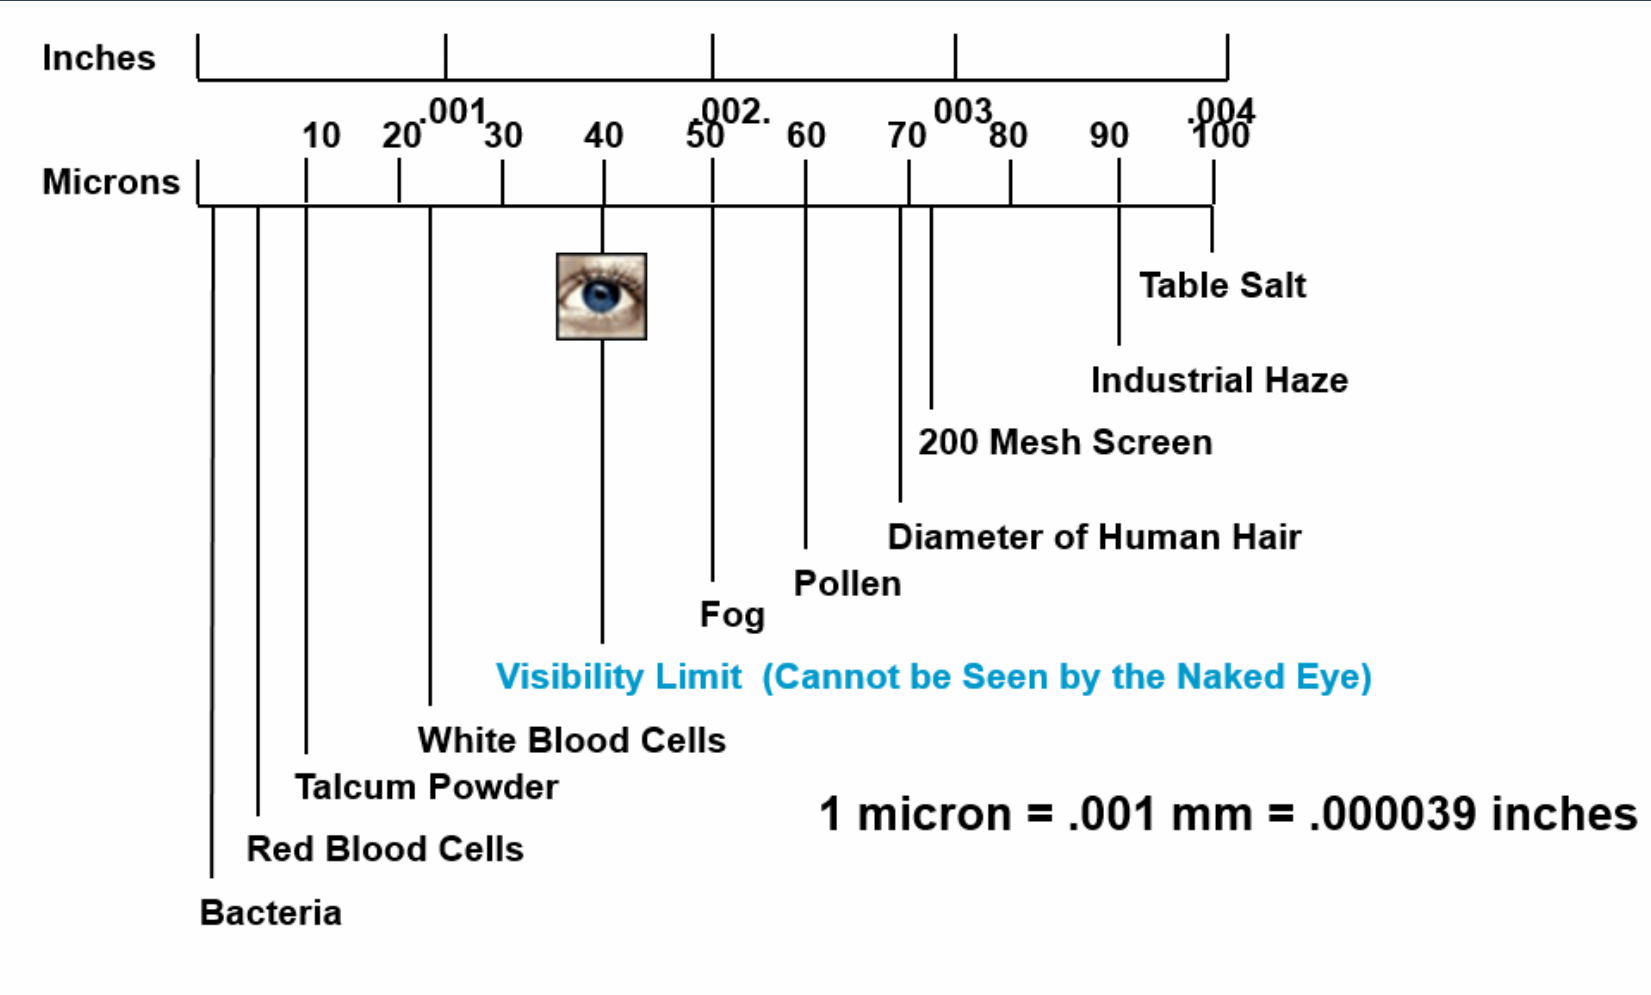 Inches
.001 .002. 003 .004
10 20 30 40 50 60 70 80 90 100
Microns
Table Salt
Industrial Haze
200 Mesh Screen
Diameter of Human Hair
Pollen
Fog
Visibility Limit (Cannot be Seen by the Naked Eye)
White Blood Cells
Talcum Powder
1 micron = .001 mm = .000039 inches
Red Blood Cells
Bacteria